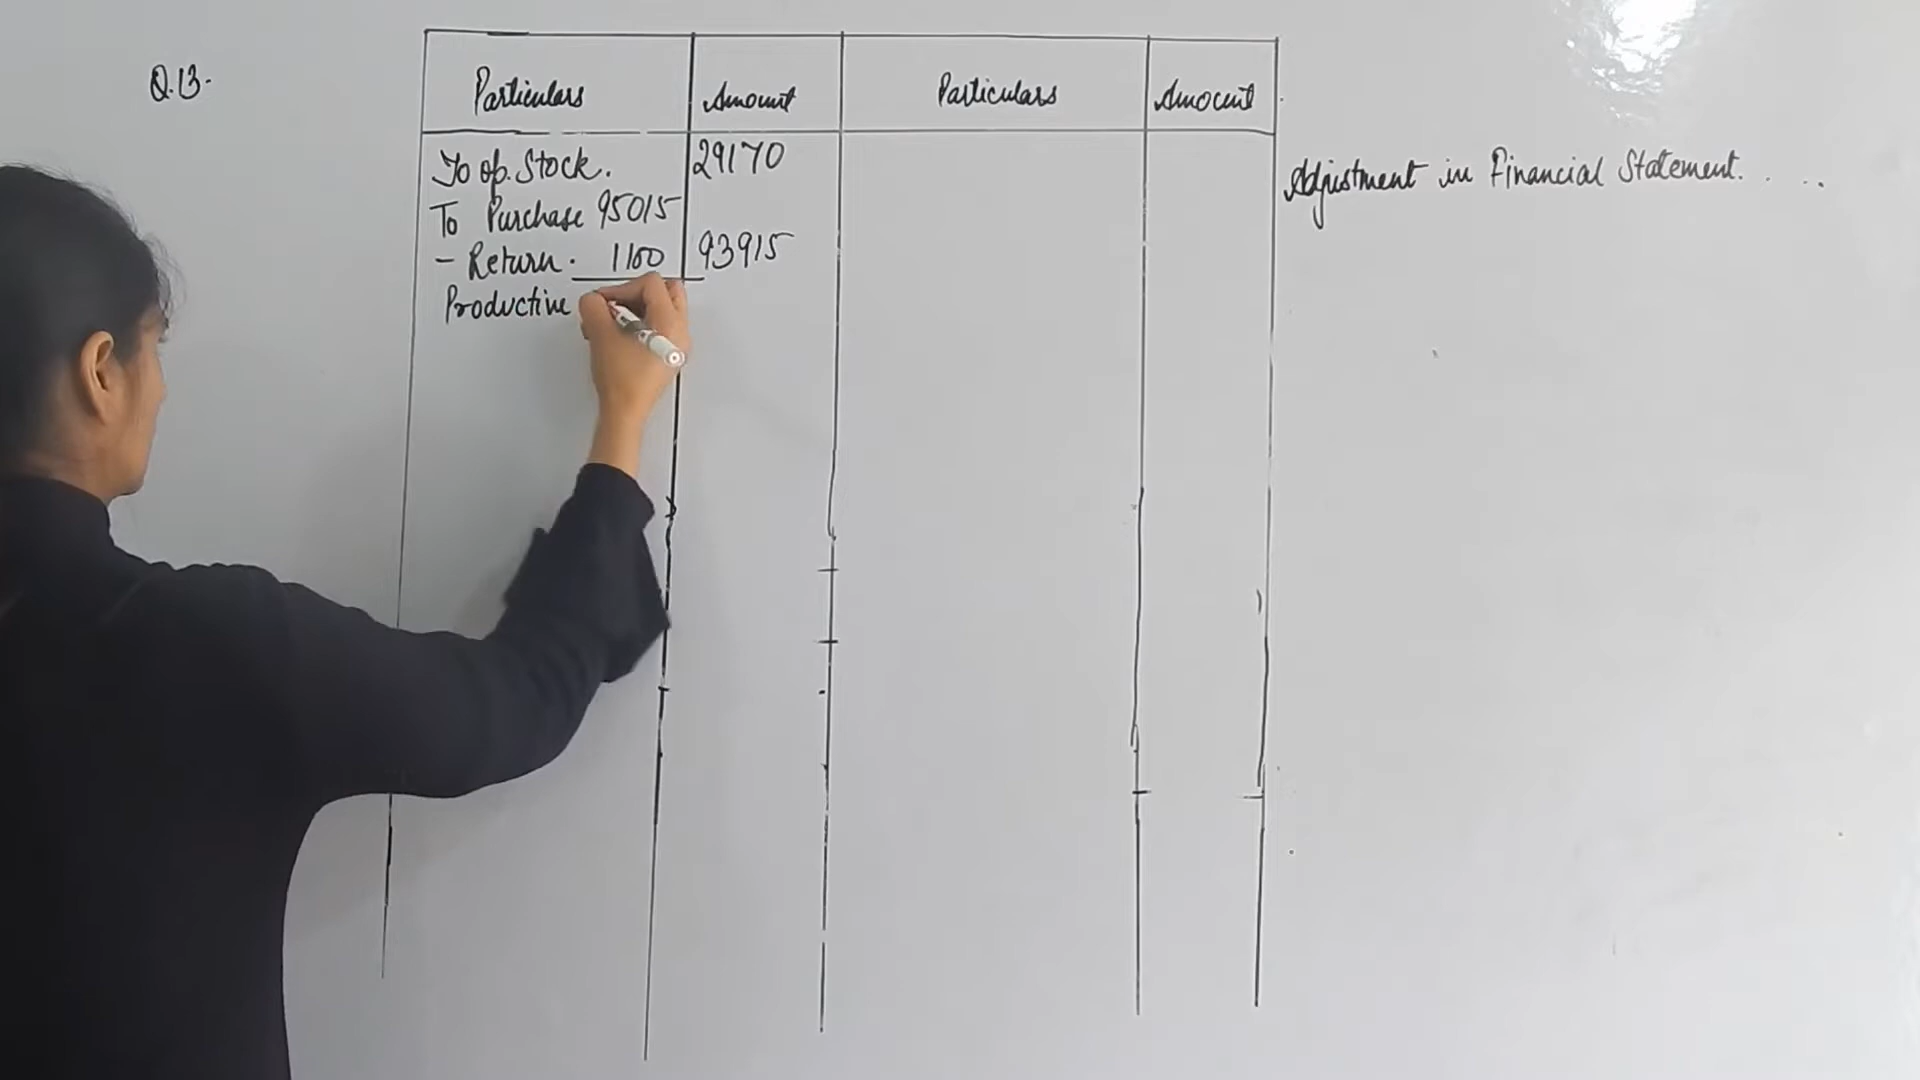 Q.13.
Particulars Amount Particulars Amount
To op. Stock. 29170
To Purchase 95015
- Return. 1100 93915
Productive
Adjustment in Financial Statement. . . .